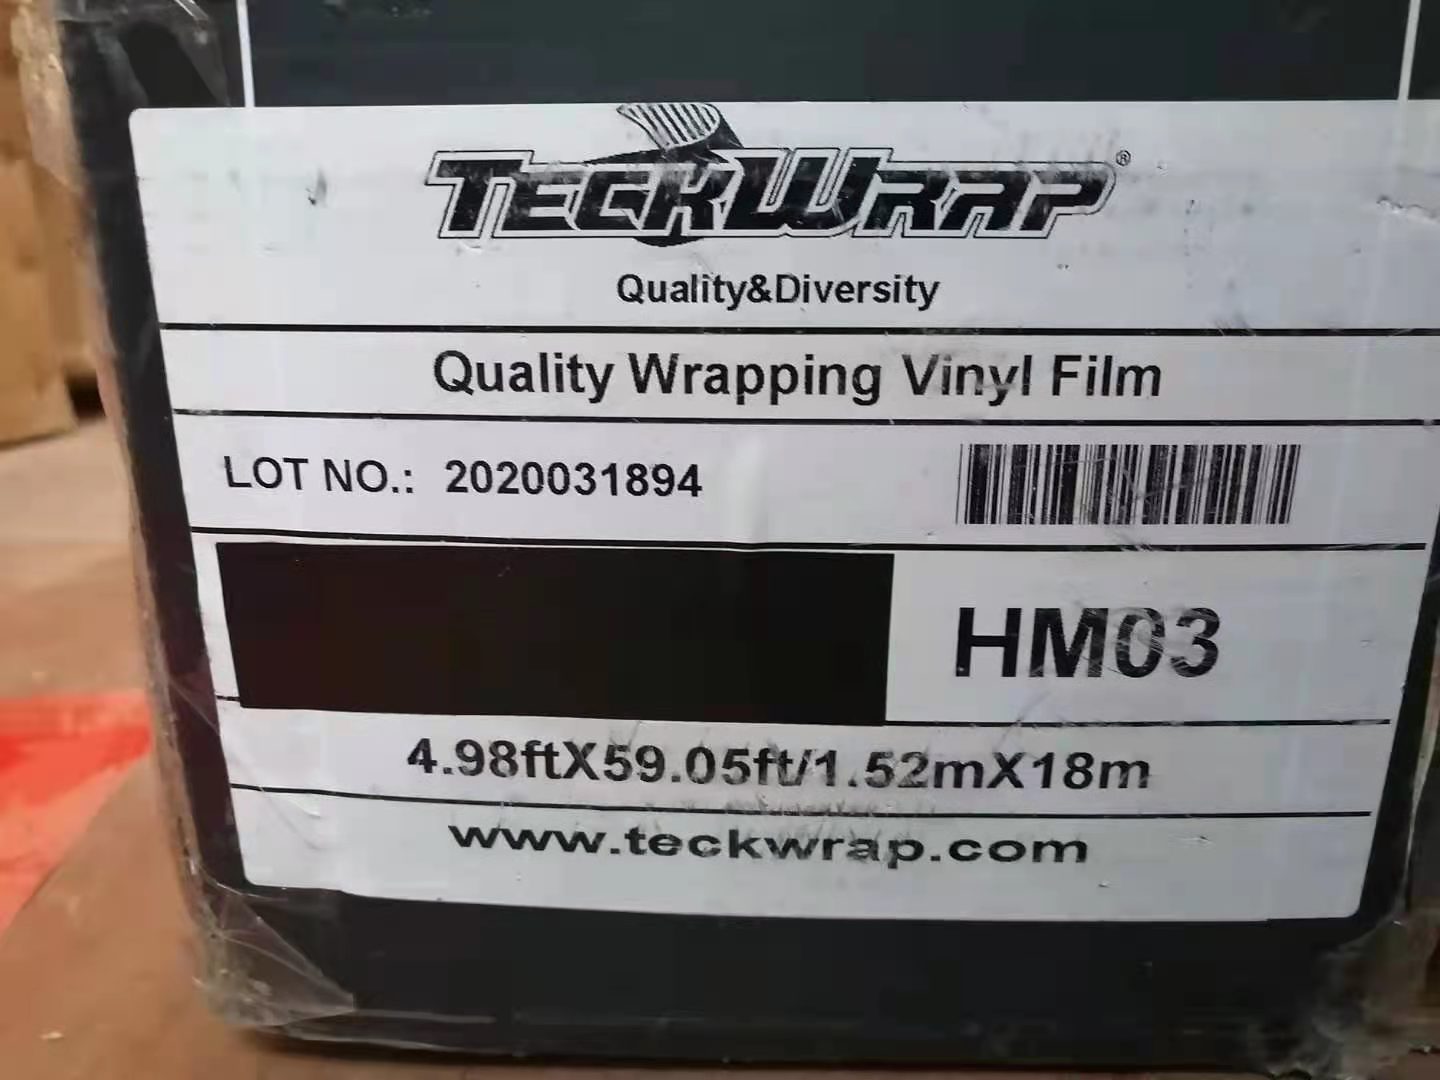 TECKWRAP®
Quality&Diversity
Quality Wrapping Vinyl Film
LOT NO.: 2020031894
HM03
4.98ftX59.05ft/1.52mX18m
www.teckwrap.com